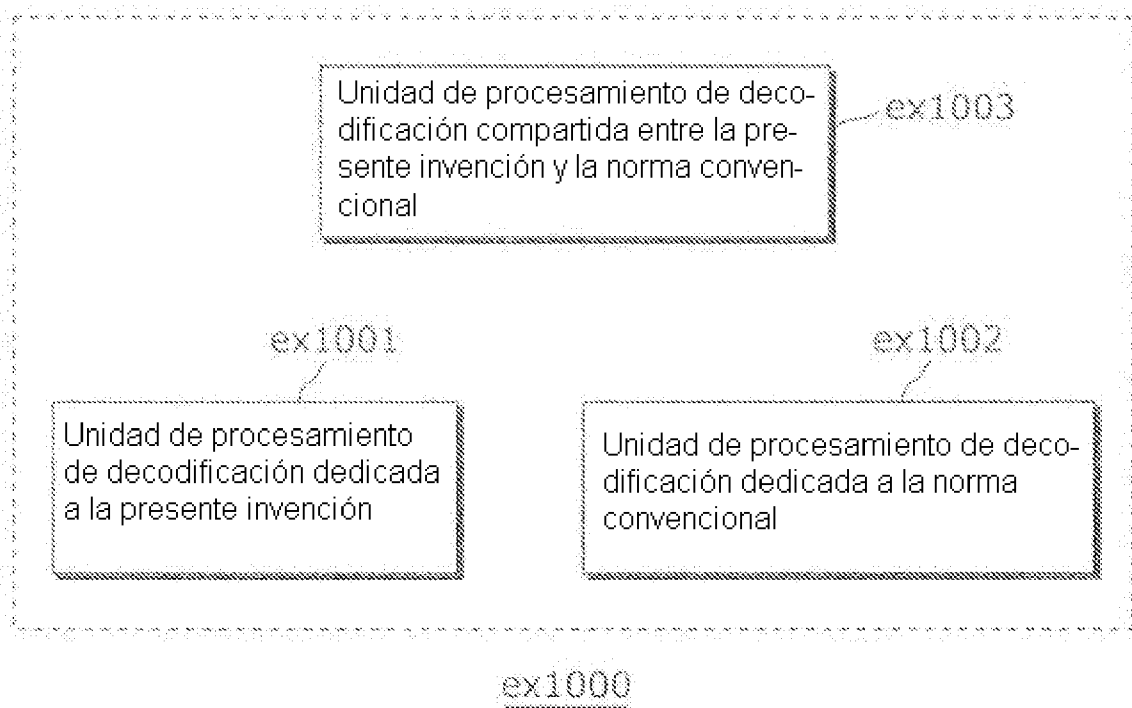 Unidad de procesamiento de deco-
dificación compartida entre la pre-
sente invención y la norma conven-
cional
ex1003
ex1001
Unidad de procesamiento
de decodificación dedicada
a la presente invención
ex1002
Unidad de procesamiento de deco-
dificación dedicada a la norma
convencional
ex1000